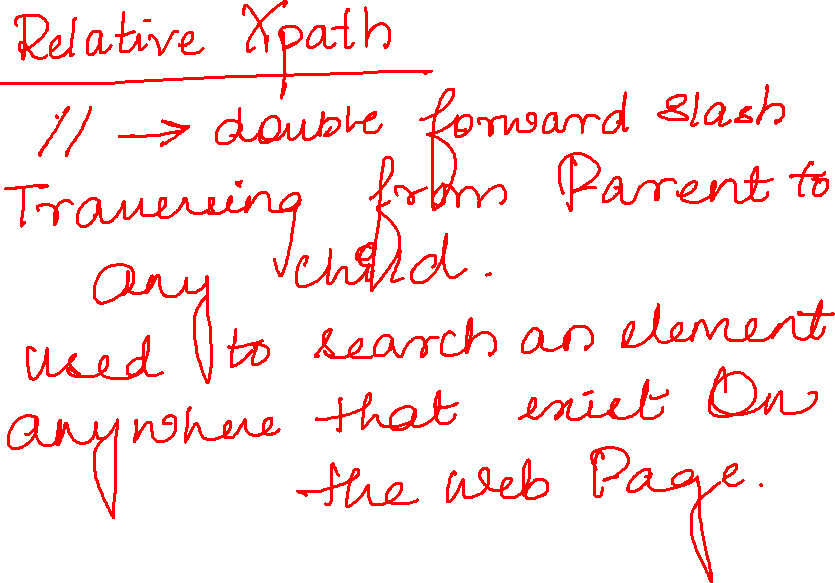 Relative Xpath
// → double forward slash
Traversing from Parent to
any child.
used to search an element
anywhere that exist On
the web Page.